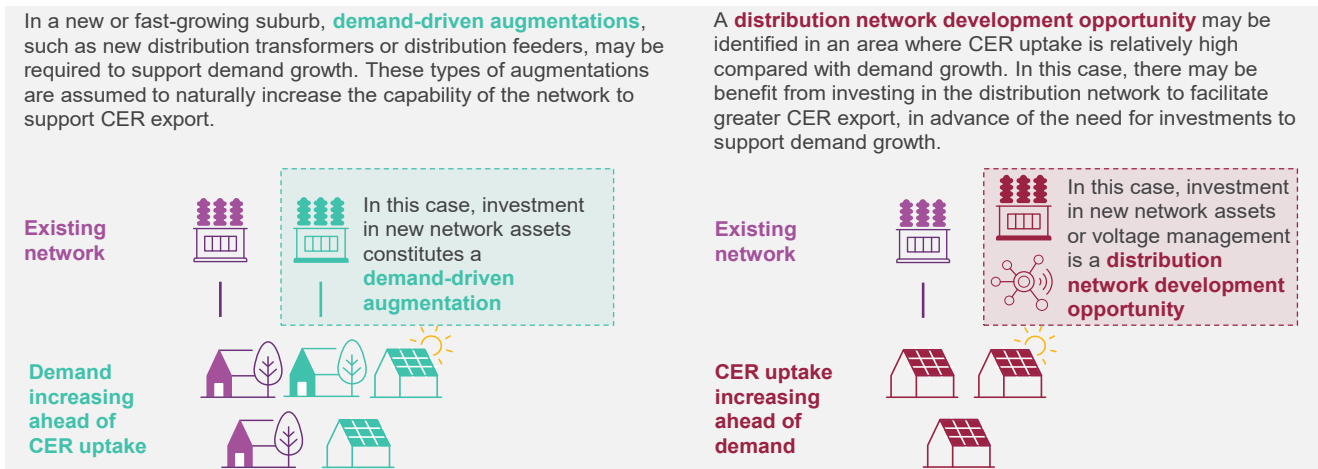 In a new or fast-growing suburb, demand-driven augmentations,
such as new distribution transformers or distribution feeders, may be
required to support demand growth. These types of augmentations
are assumed to naturally increase the capability of the network to
support CER export.
Existing
network
In this case, investment
in new network assets
constitutes a
demand-driven
augmentation
Demand
increasing
ahead of
CER uptake
A distribution network development opportunity may be
identified in an area where CER uptake is relatively high
compared with demand growth. In this case, there may be
benefit from investing in the distribution network to facilitate
greater CER export, in advance of the need for investments to
support demand growth.
Existing
network
In this case, investment
in new network assets
or voltage management
is a distribution
network development
opportunity
CER uptake
increasing
ahead of
demand